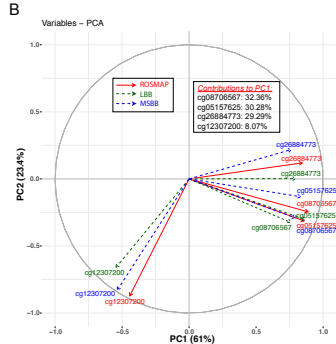 B
Variables − PCA
1.0
0.5
0.0
−0.5
−1.0
PC2 (23.4%)
ROSMAP
LBB
MSBB
Contributions to PC1:
cg08706567: 32.36%
cg05157625: 30.28%
cg26884773: 29.29%
cg12307200: 8.07%
cg26884773
cg26884773
cg26884773
cg05157625
cg08706567
cg05157625
cg05157625
cg08706567
cg08706567
cg12307200
cg12307200
cg12307200
−1.0
−0.5
0.0
0.5
1.0
PC1 (61%)